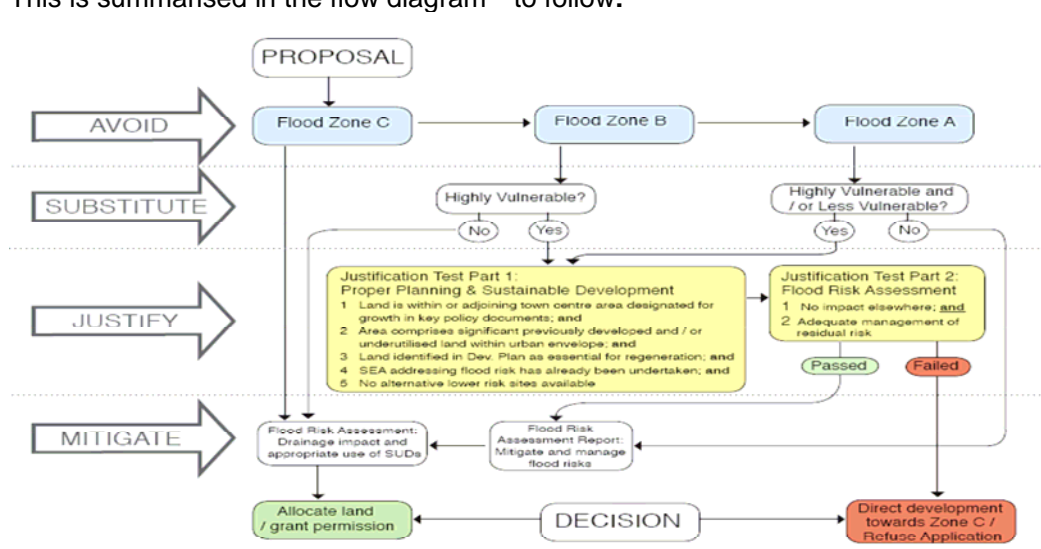 This is summarised in the flow diagram to follow.
PROPOSAL
AVOID
Flood Zone C
Flood Zone B
Flood Zone A
SUBSTITUTE
Highly Vulnerable?
No
Yes
Highly Vulnerable and
/ or Less Vulnerable?
Yes
No
JUSTIFY
Justification Test Part 1:
Proper Planning & Sustainable Development
1 Land is within or adjoining town centre area designated for
growth in key policy documents; and
2 Area comprises significant previously developed and / or
underutilised land within urban envelope; and
3 Land identified in Dev. Plan as essential for regeneration; and
4 SEA addressing flood risk has already been undertaken; and
5 No alternative lower risk sites available
Justification Test Part 2:
Flood Risk Assessment
1 No impact elsewhere; and
2 Adequate management of
residual risk
Passed
Failed
MITIGATE
Flood Risk Assessment:
Drainage impact and
appropriate use of SUDs
Flood Risk
Assessment Report:
Mitigate and manage
flood risks
Allocate land
/ grant permission
DECISION
Direct development
towards Zone C /
Refuse Application